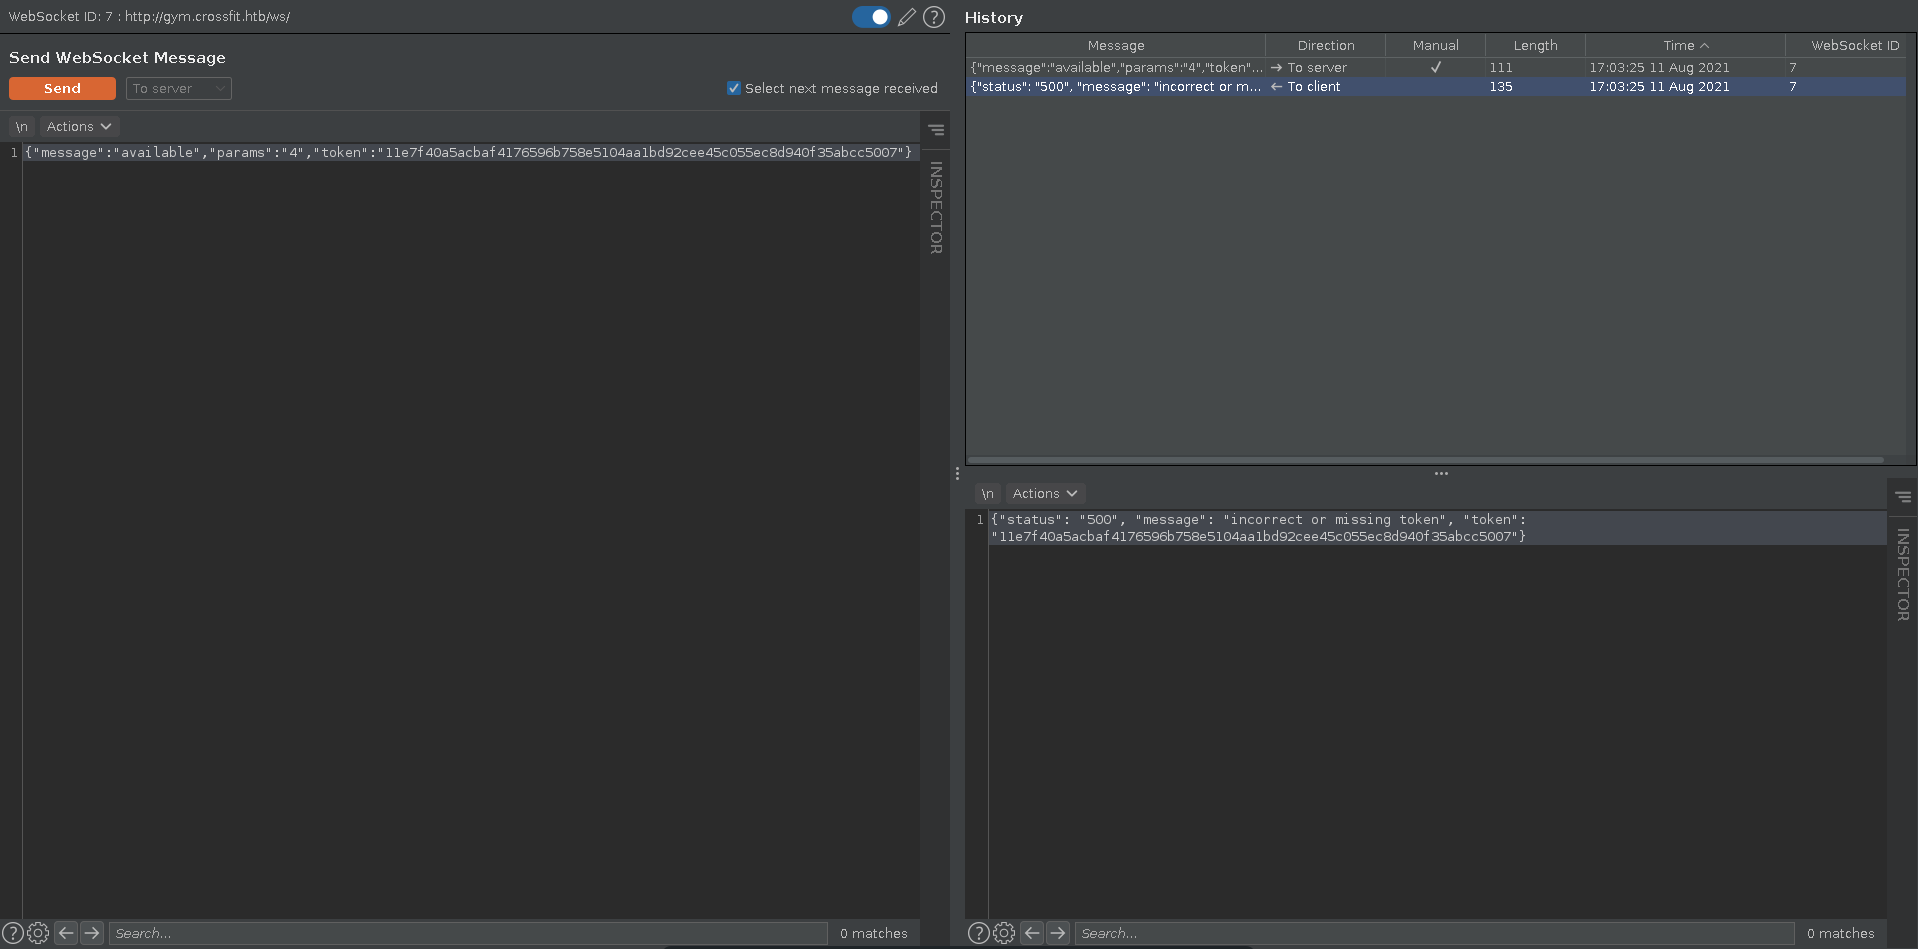 WebSocket ID: 7 : http://gym.crossfit.htb/ws/
Send WebSocket Message
Send
To server
Select next message received
\n
Actions
1
{"message":"available","params":"4","token":"11e7f40a5acbaf4176596b758e5104aa1bd92cee45c055ec8d940f35abcc5007"}
INSPECTOR
Search...
0 matches
History
Message Direction Manual Length Time WebSocket ID
{"message":"available","params":"4","token"... → To server ✓ 111 17:03:25 11 Aug 2021 7
{"status": "500", "message": "incorrect or m... ← To client 135 17:03:25 11 Aug 2021 7
\n
Actions
1
{"status": "500", "message": "incorrect or missing token", "token":
"11e7f40a5acbaf4176596b758e5104aa1bd92cee45c055ec8d940f35abcc5007"}
INSPECTOR
Search...
0 matches